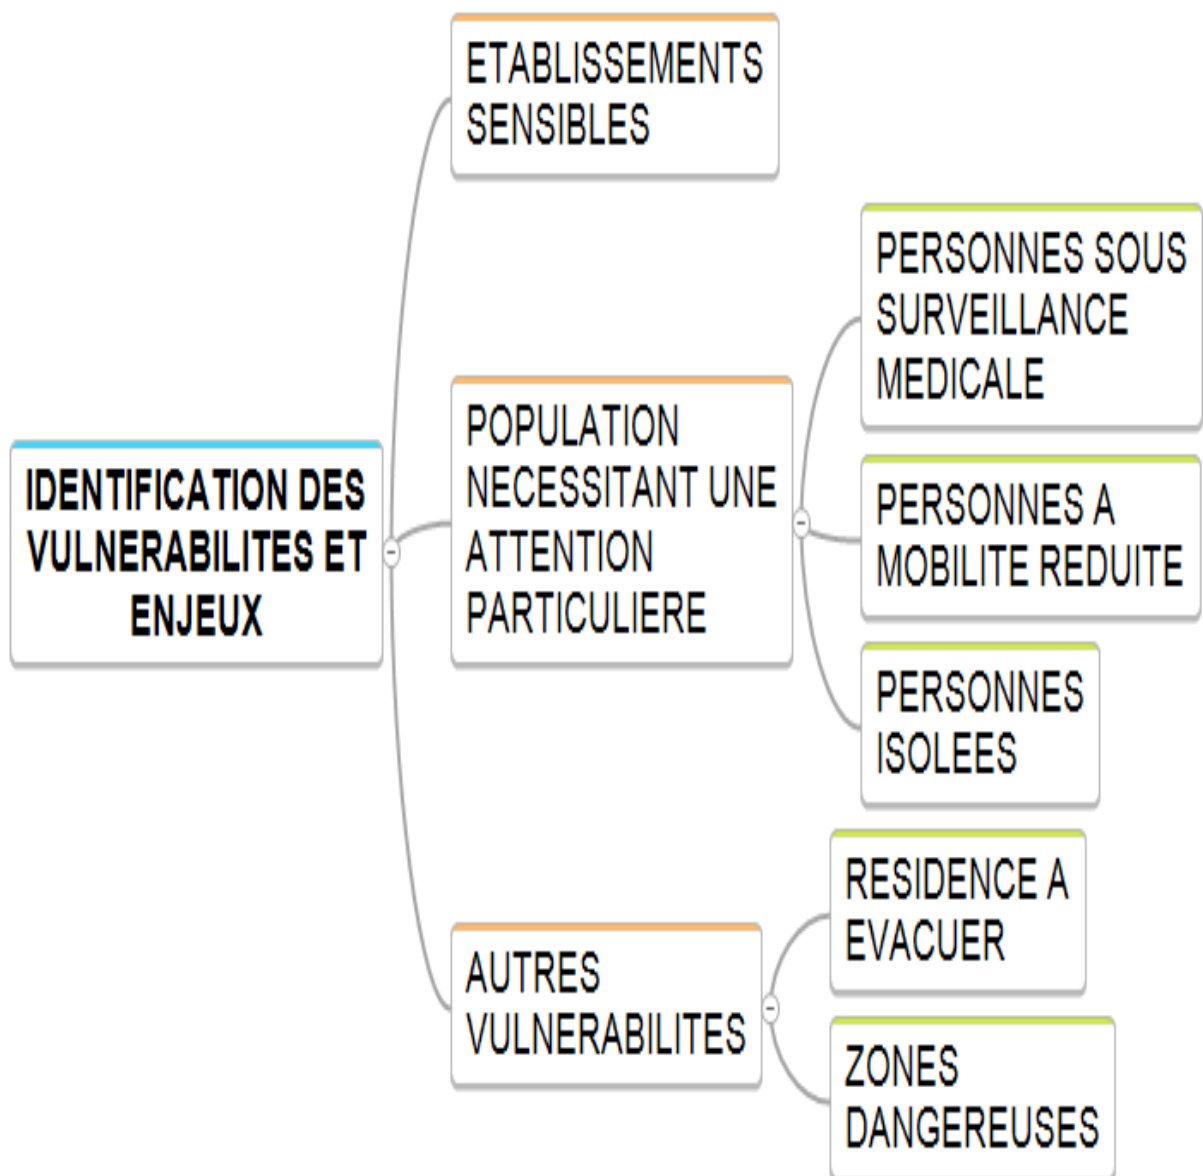 IDENTIFICATION DES
VULNERABILITES ET
ENJEUX
ETABLISSEMENTS
SENSIBLES
POPULATION
NECESSITANT UNE
ATTENTION
PARTICULIERE
PERSONNES SOUS
SURVEILLANCE
MEDICALE
PERSONNES A
MOBILITE REDUITE
PERSONNES
ISOLEES
AUTRES
VULNERABILITES
RESIDENCE A
EVACUER
ZONES
DANGEREUSES